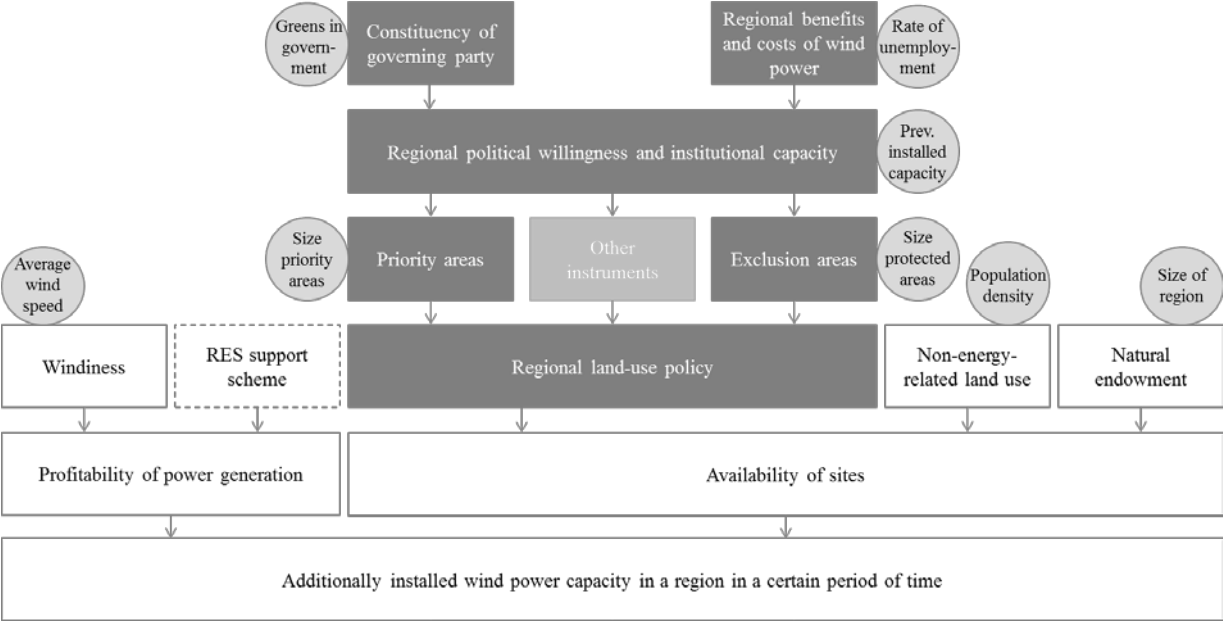 Greens in
govern-
ment
Constituency of
governing party
Regional benefits
and costs of wind
power
Rate of
unemploy-
ment
Regional political willingness and institutional capacity
Prev.
installed
capacity
Size
priority
areas
Priority areas
Other
instruments
Exclusion areas
Size
protected
areas
Average
wind
speed
Population
density
Size of
region
Windiness
RES support
scheme
Regional land-use policy
Non-energy-
related land use
Natural
endowment
Profitability of power generation
Availability of sites
Additionally installed wind power capacity in a region in a certain period of time